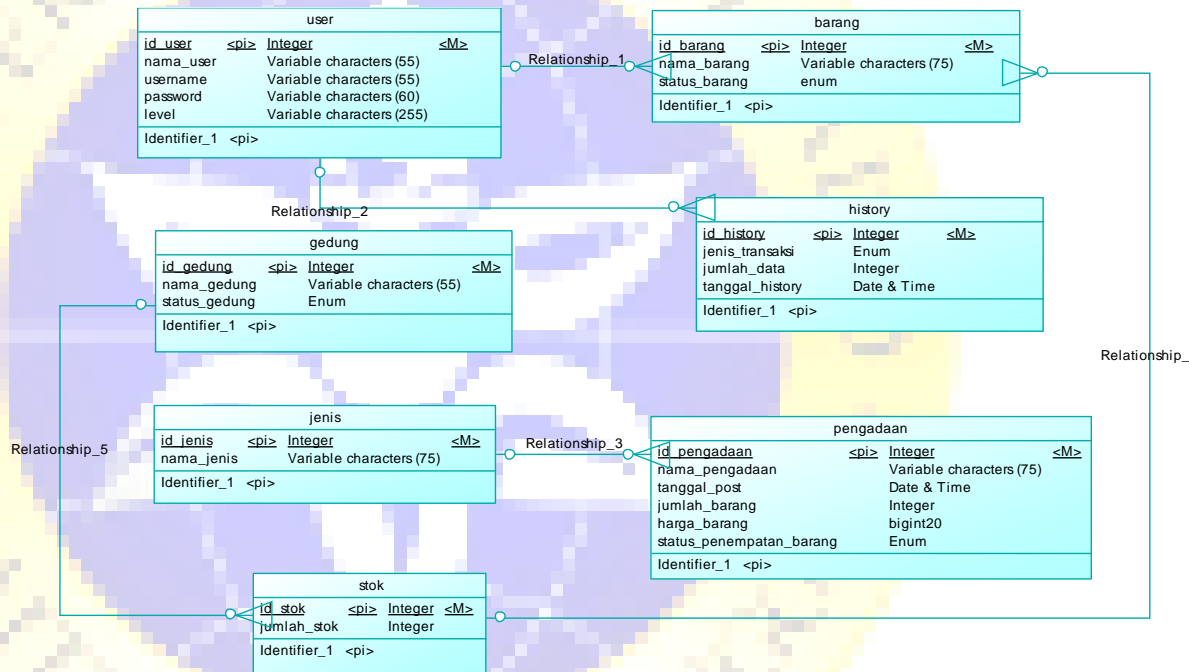 user
id_user <pi> Integer <M>
nama_user Variable characters (55)
username Variable characters (55)
password Variable characters (60)
level Variable characters (255)
Identifier_1 <pi>
Relationship_1
barang
id_barang <pi> Integer <M>
nama_barang Variable characters (75)
status_barang enum
Identifier_1 <pi>
Relationship_2
history
id_history <pi> Integer <M>
jenis_transaksi Enum
jumlah_data Integer
tanggal_history Date & Time
Identifier_1 <pi>
gedung
id_gedung <pi> Integer <M>
nama_gedung Variable characters (55)
status_gedung Enum
Identifier_1 <pi>
Relationship_
jenis
id_jenis <pi> Integer <M>
nama_jenis Variable characters (75)
Identifier_1 <pi>
Relationship_3
Relationship_5
pengadaan
id_pengadaan <pi> Integer <M>
nama_pengadaan Variable characters (75)
tanggal_post Date & Time
jumlah_barang Integer
harga_barang bigint20
status_penempatan_barang Enum
Identifier_1 <pi>
stok
id_stok <pi> Integer <M>
jumlah_stok Integer
Identifier_1 <pi>